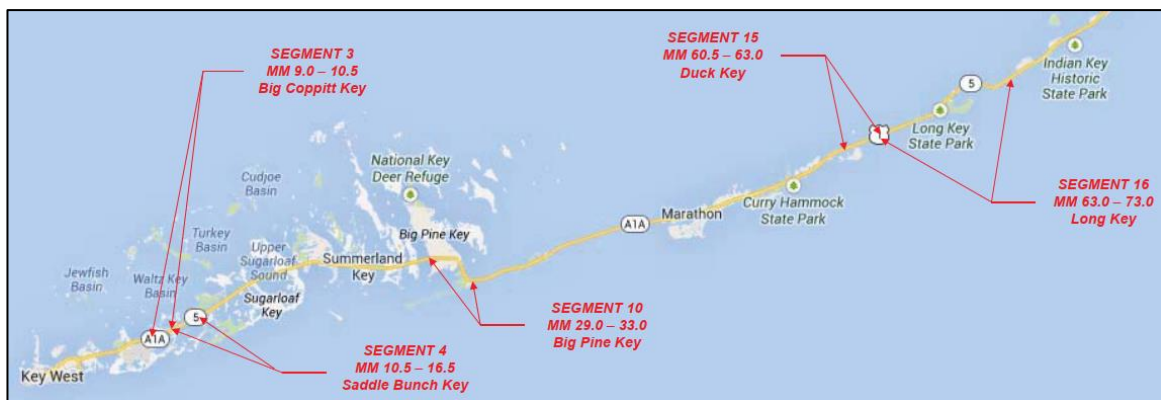 SEGMENT 3
MM 9.0 – 10.5
Big Coppitt Key
SEGMENT 15
MM 60.5 – 63.0
Duck Key
Indian Key
Historic
State Park
5
1
Long Key
State Park
National Key
Deer Refuge
Cudjoe
Basin
SEGMENT 16
MM 63.0 – 73.0
Long Key
Curry Hammock
State Park
Marathon
A1A
Big Pine Key
Turkey
Basin
Upper
Sugarloaf
Sound
Summerland
Key
Jewfish
Basin
Waltz Key
Basin
Sugarloaf
Key
5
SEGMENT 10
MM 29.0 – 33.0
Big Pine Key
A1A
SEGMENT 4
MM 10.5 – 16.5
Saddle Bunch Key
Key West